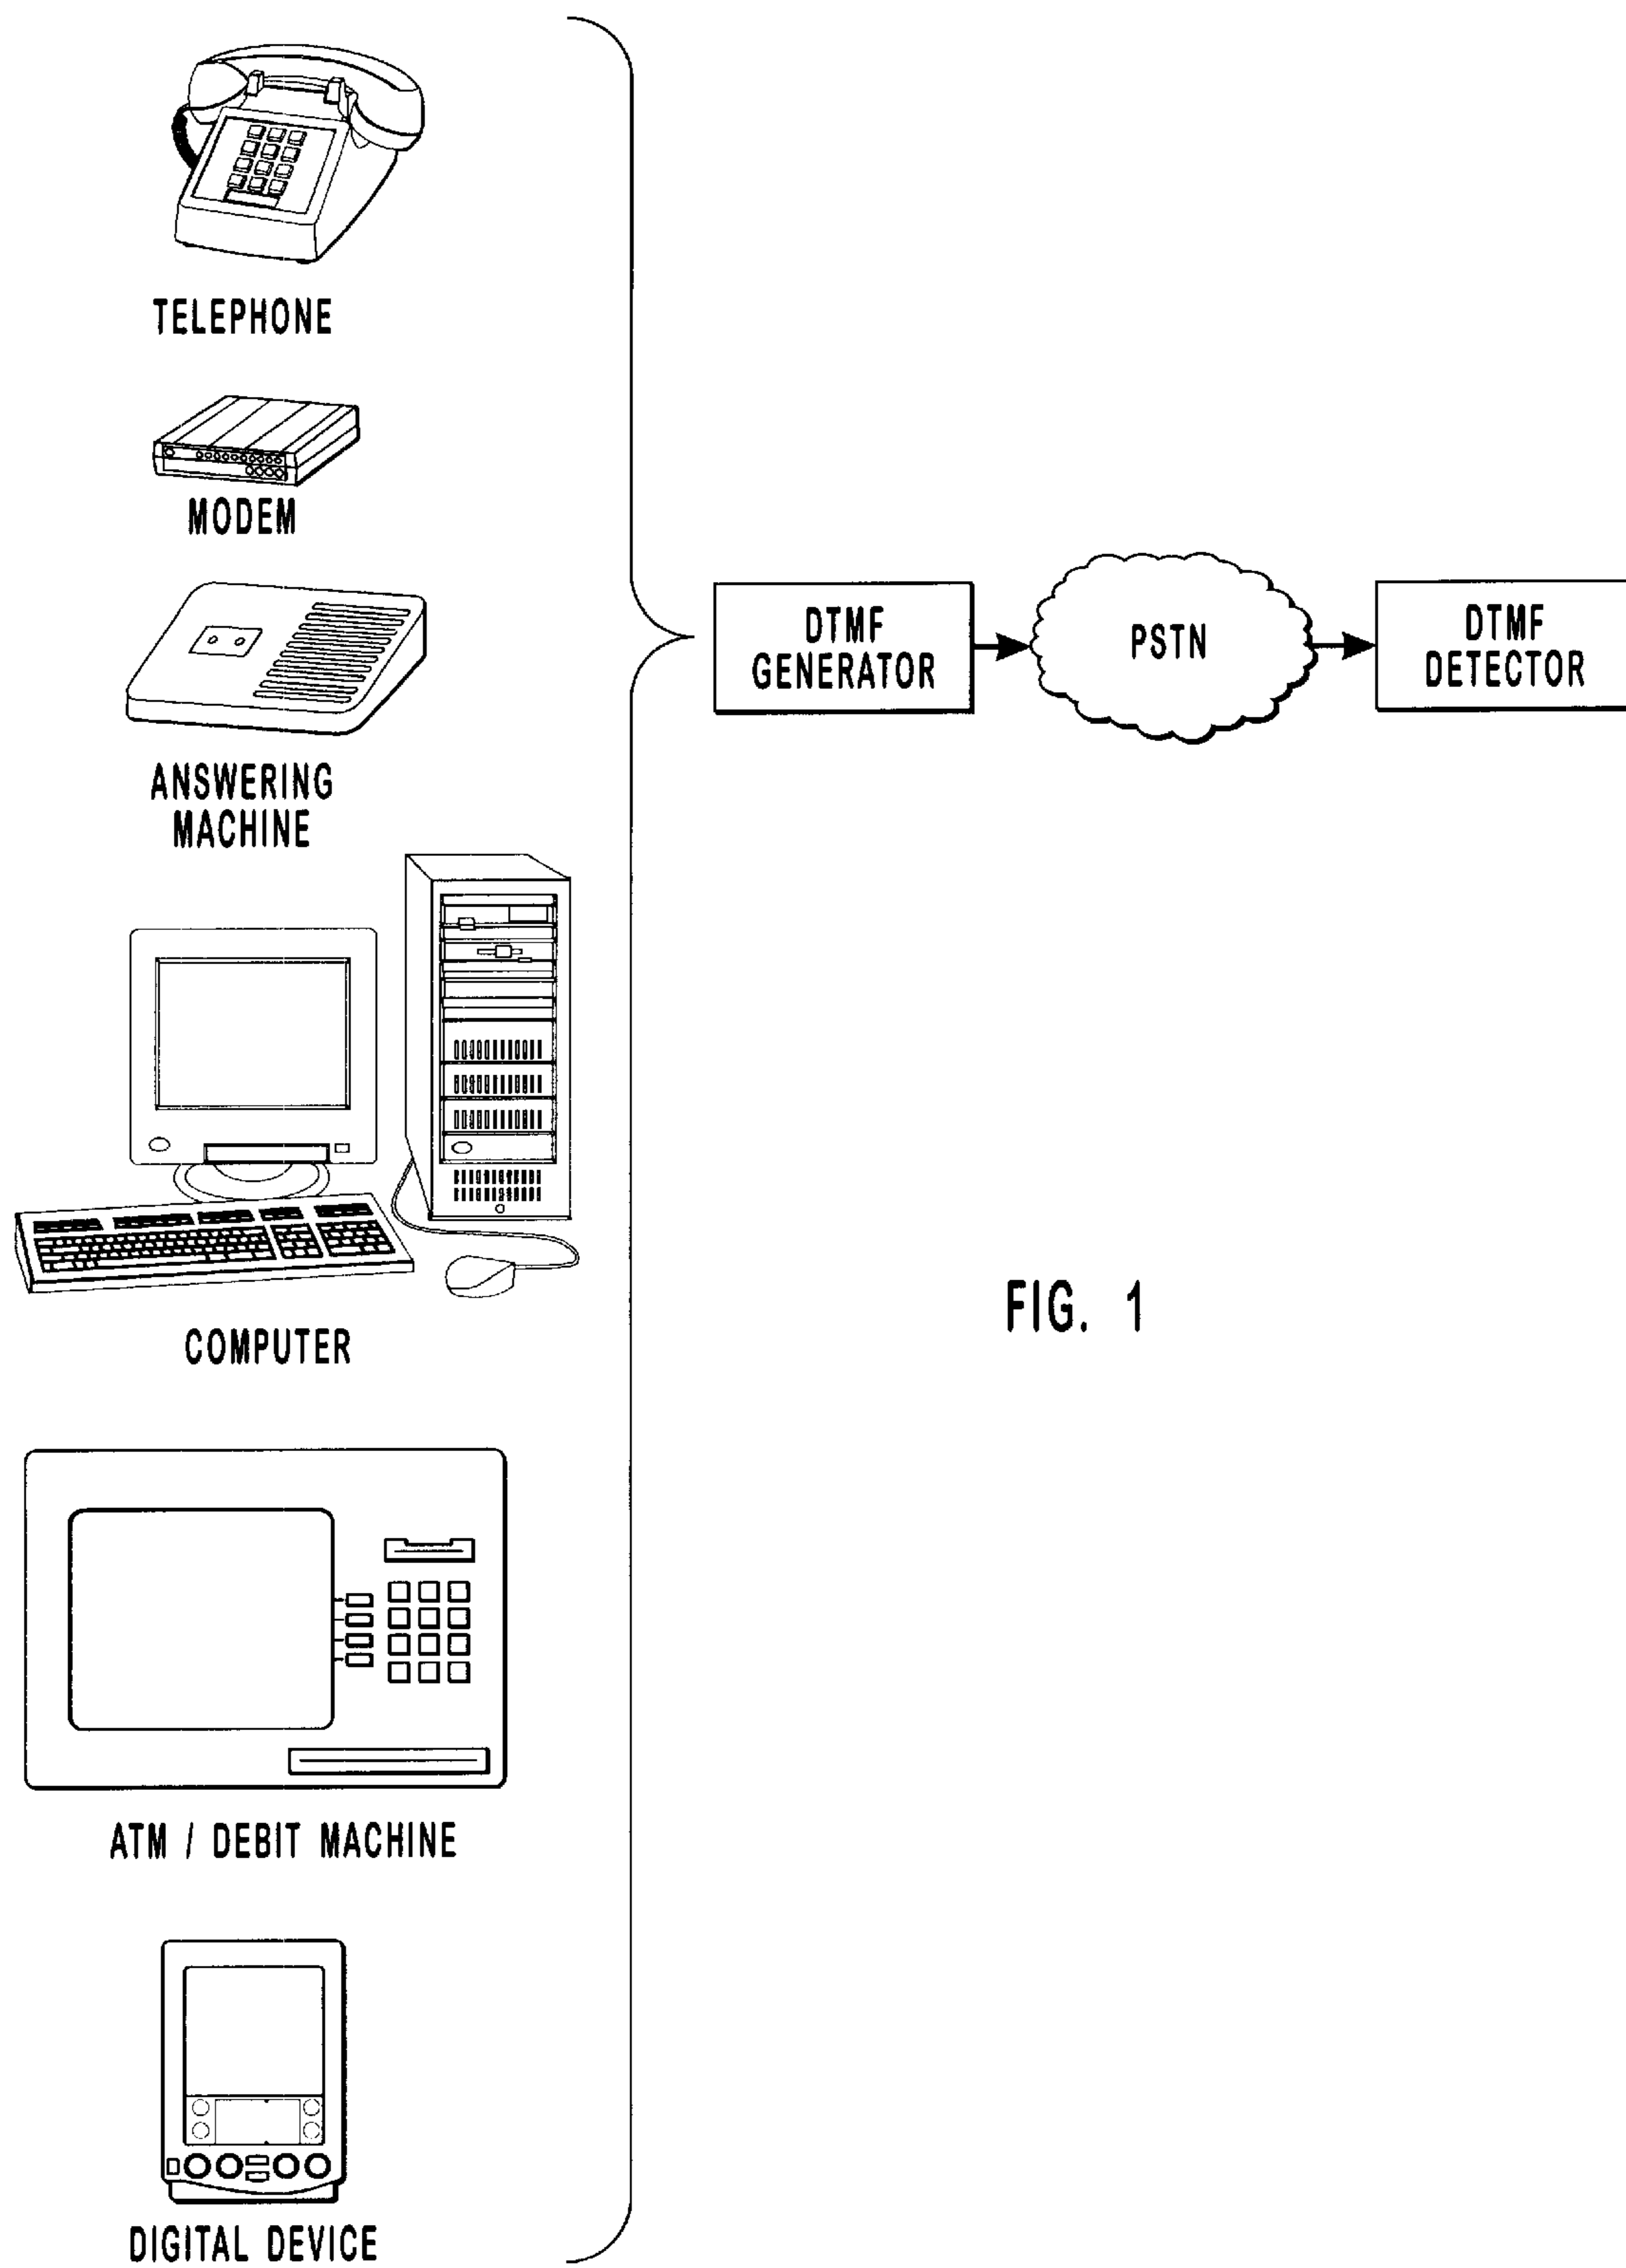 TELEPHONE
MODEM
ANSWERING
MACHINE
DTMF
GENERATOR
PSTN
DTMF
DETECTOR
COMPUTER
FIG. 1
ATM / DEBIT MACHINE
DIGITAL DEVICE